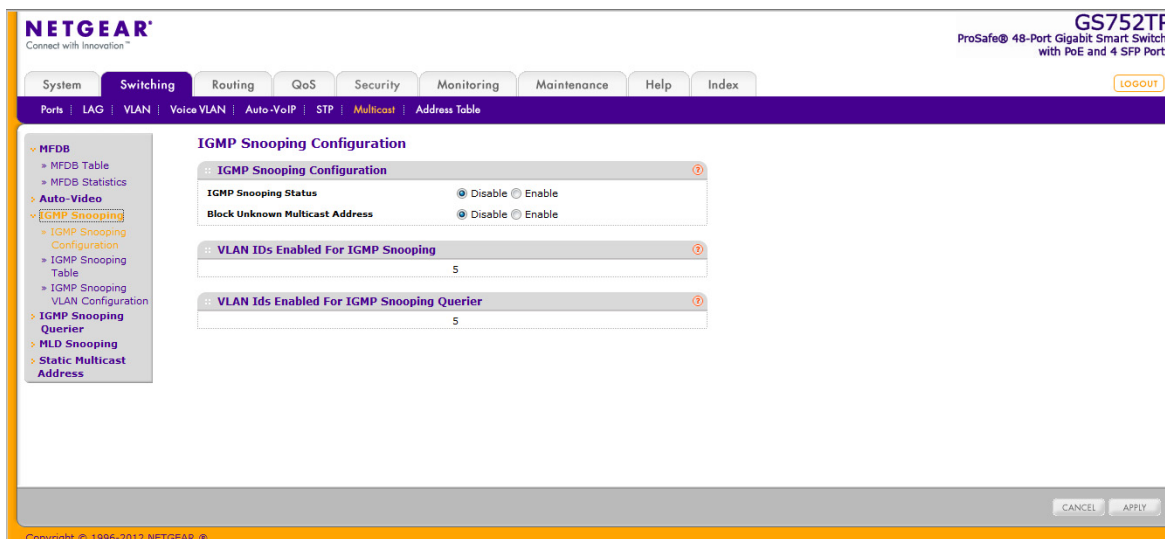 NETGEAR®
Connect with Innovation™
GS752TP
ProSafe® 48-Port Gigabit Smart Switch
with PoE and 4 SFP Port
System Switching Routing QoS Security Monitoring Maintenance Help Index
LOGOUT
Ports LAG VLAN Voice VLAN Auto-VoIP STP Multicast Address Table
MFDB
» MFDB Table
» MFDB Statistics
Auto-Video
IGMP Snooping
» IGMP Snooping
Configuration
» IGMP Snooping
Table
» IGMP Snooping
VLAN Configuration
IGMP Snooping
Querier
MLD Snooping
Static Multicast
Address
IGMP Snooping Configuration
IGMP Snooping Configuration
IGMP Snooping Status Disable Enable
Block Unknown Multicast Address Disable Enable
VLAN IDs Enabled For IGMP Snooping
5
VLAN Ids Enabled For IGMP Snooping Querier
5
CANCEL APPLY
Copyright © 1996-2012 NETGEAR ®